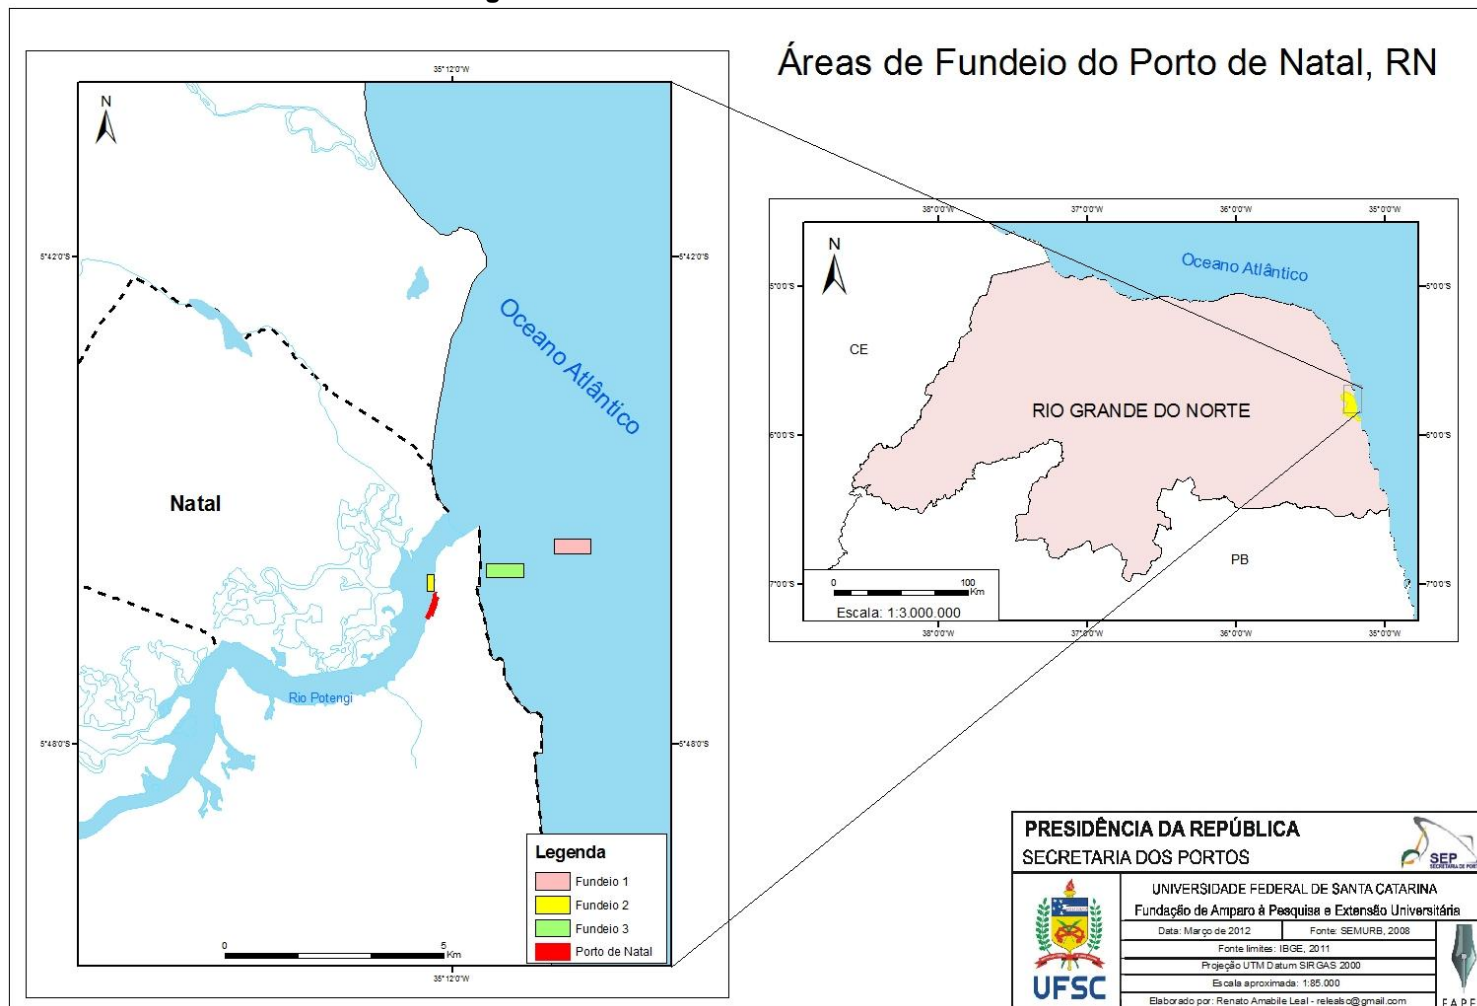 Áreas de Fundeio do Porto de Natal, RN
35°12'0"W
N
5°42'0"S
5°42'0"S
Oceano Atlântico
Natal
Rio Potengi
5°48'0"S
5°48'0"S
Legenda
Fundeio 1
Fundeio 2
Fundeio 3
Porto de Natal
0 5
Km
35°12'0"W
38°0'0"W 37°0'0"W 36°0'0"W 35°0'0"W
N
Oceano Atlântico
5°0'0"S
5°0'0"S
CE
RIO GRANDE DO NORTE
6°0'0"S
6°0'0"S
PB
7°0'0"S
7°0'0"S
0 100
Km
Escala: 1:3.000.000
38°0'0"W 37°0'0"W 36°0'0"W 35°0'0"W
PRESIDÊNCIA DA REPÚBLICA
SECRETARIA DOS PORTOS
SEP
UNIVERSIDADE FEDERAL DE SANTA CATARINA
Fundação de Amparo à Pesquisa e Extensão Universitária
Data: Março de 2012 Fonte: SEMURB, 2008
Fonte limites: IBGE, 2011
Projeção UTM Datum SIRGAS 2000
Escala aproximada: 1:85.000
Elaborado por: Renato Amabile Leal - relealsc@gmail.com
UFSC